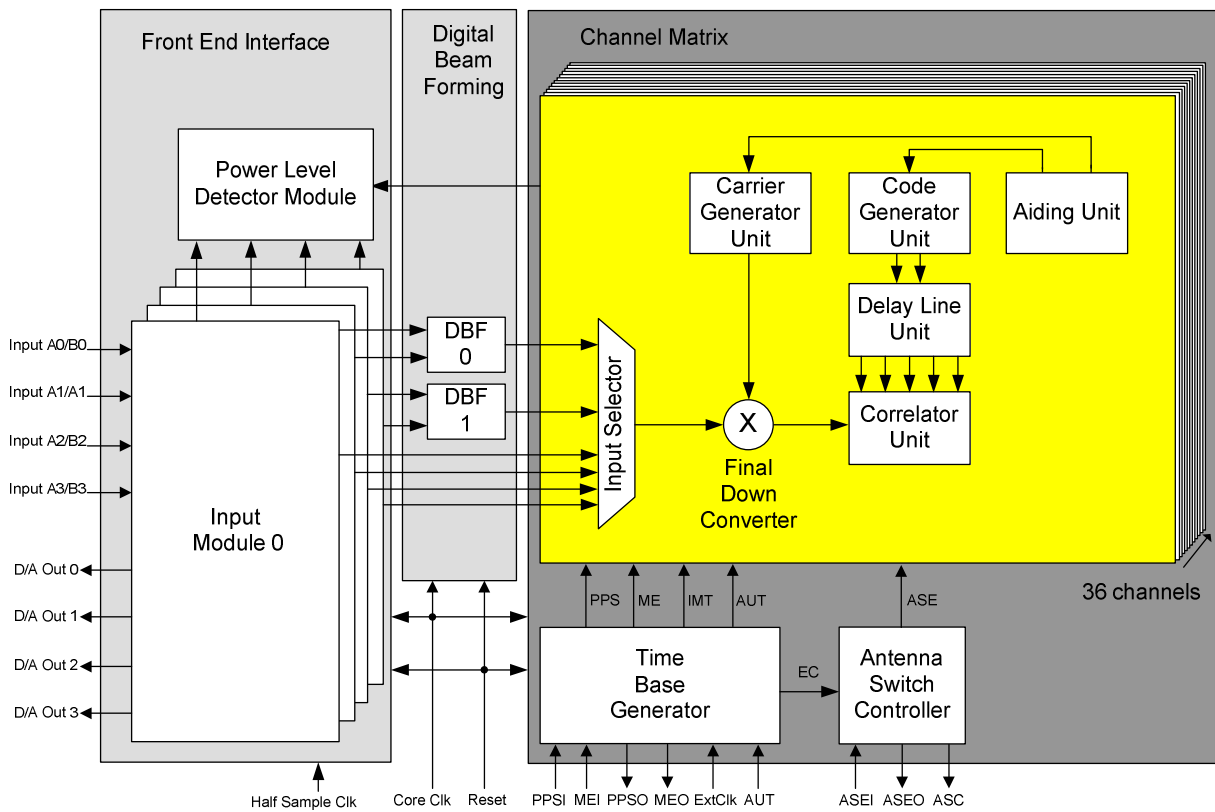 Front End Interface
Digital
Beam
Forming
Channel Matrix
Power Level
Detector Module
Carrier
Generator
Unit
Code
Generator
Unit
Aiding Unit
Delay Line
Unit
Input A0/B0
Input A1/A1
Input A2/B2
Input A3/B3
DBF
0
DBF
1
Input Selector
X
Correlator
Unit
Final
Down
Converter
Input
Module 0
D/A Out 0
D/A Out 1
D/A Out 2
D/A Out 3
PPS
ME
IMT
AUT
ASE
36 channels
Time
Base
Generator
EC
Antenna
Switch
Controller
Half Sample Clk
Core Clk
Reset
PPSI
MEI
PPSO
MEO
ExtClk
AUT
ASEI
ASEO
ASC